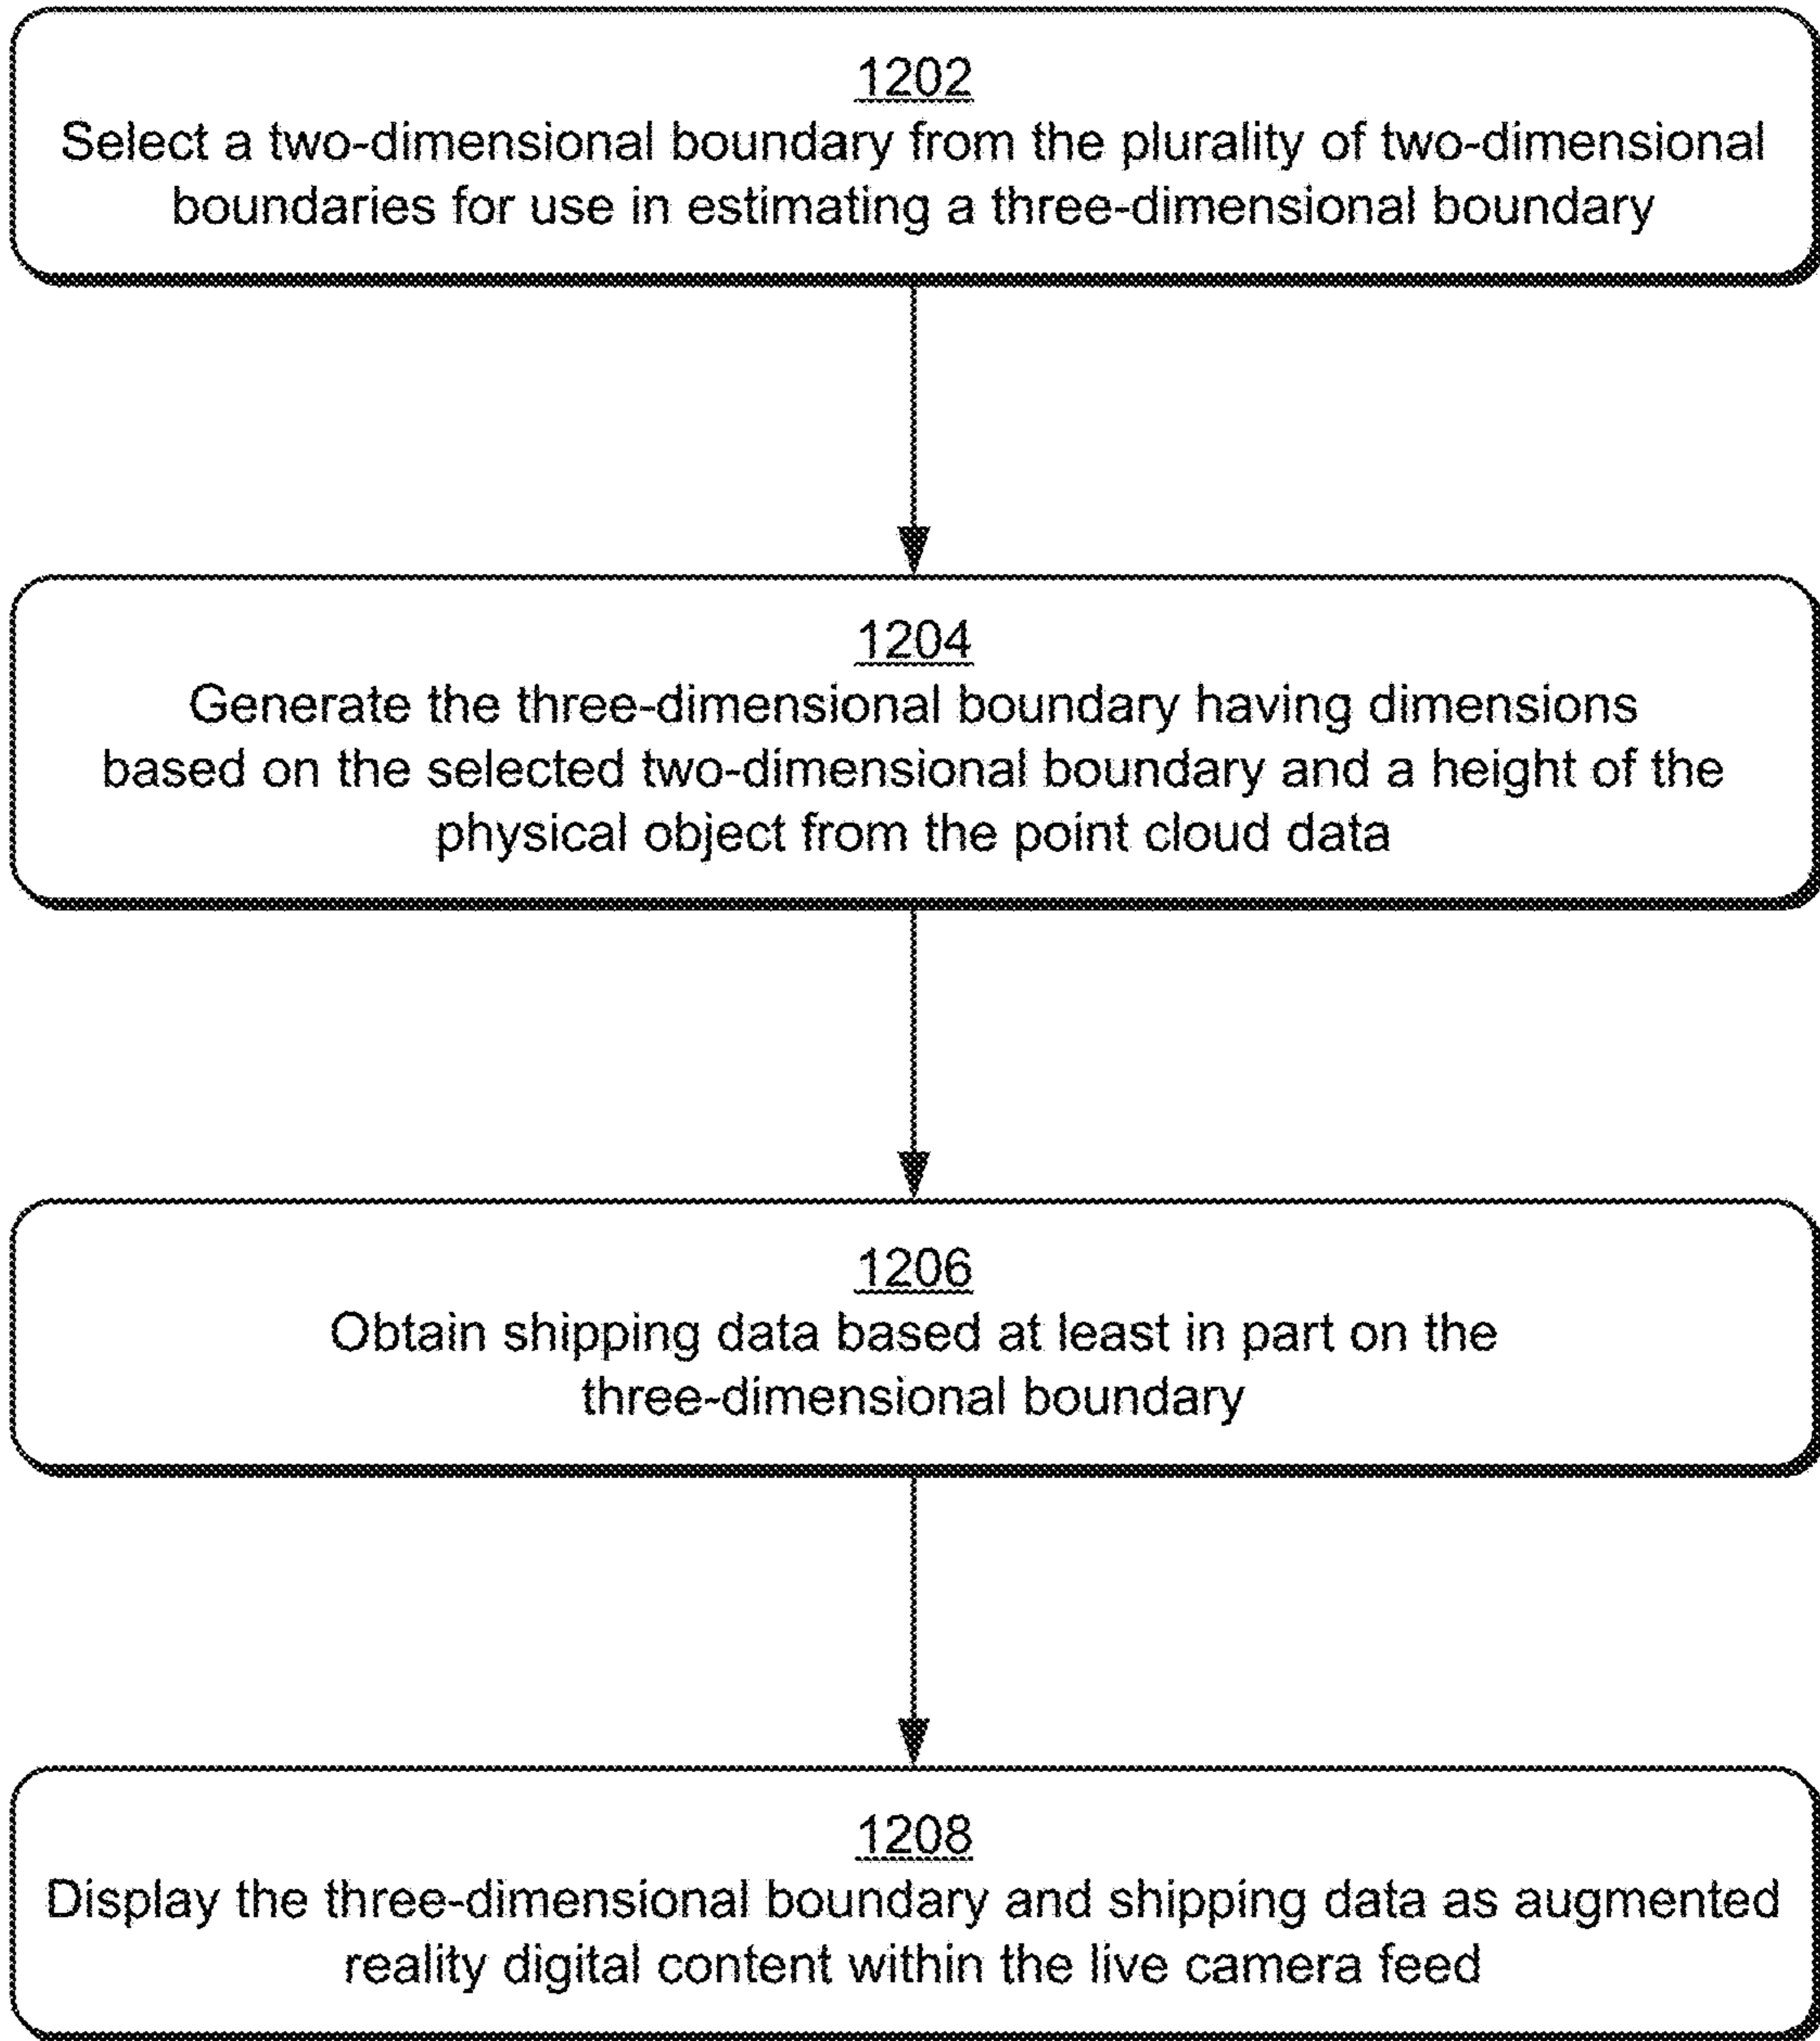 1202
Select a two-dimensional boundary from the plurality of two-dimensional
boundaries for use in estimating a three-dimensional boundary
1204
Generate the three-dimensional boundary having dimensions
based on the selected two-dimensional boundary and a height of the
physical object from the point cloud data
1206
Obtain shipping data based at least in part on the
three-dimensional boundary
1208
Display the three-dimensional boundary and shipping data as augmented
reality digital content within the live camera feed